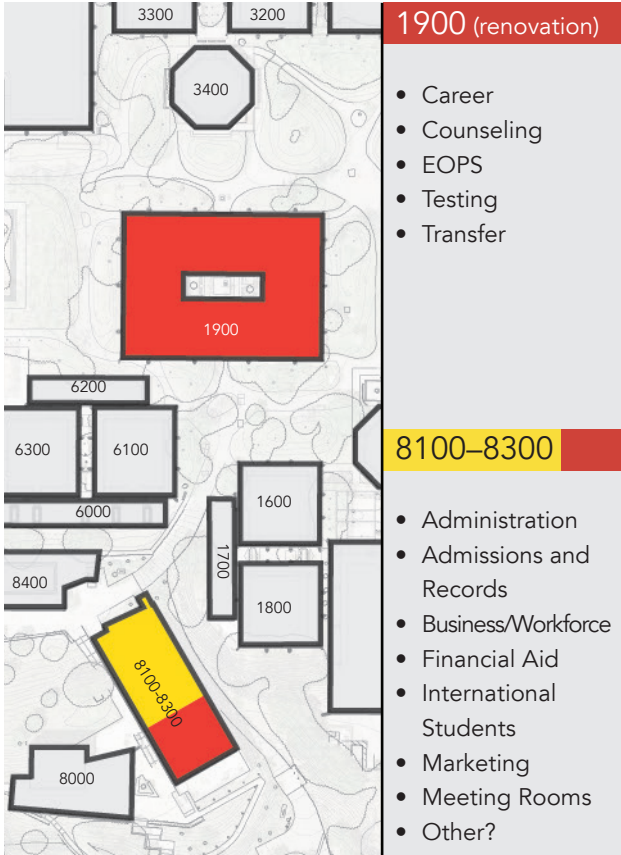 3300
3200
3400
1900
6200
6300
6100
6000
1600
1700
1800
8400
8100-8300
8000
1900 (renovation)
• Career
• Counseling
• EOPS
• Testing
• Transfer
8100–8300
• Administration
• Admissions and
Records
• Business/Workforce
• Financial Aid
• International
Students
• Marketing
• Meeting Rooms
• Other?